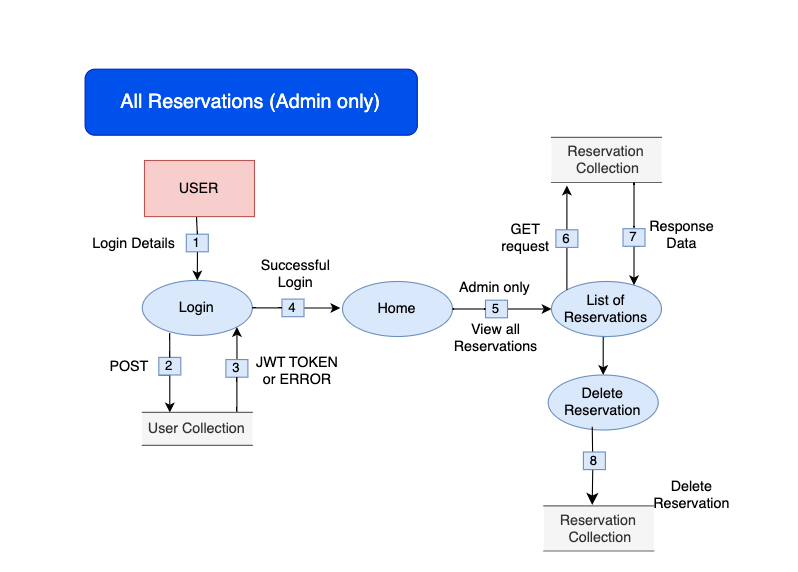 All Reservations (Admin only)
USER
Login Details
1
Login
POST
2
3
JWT TOKEN
or ERROR
User Collection
Successful
Login
4
Home
Admin only
5
View all
Reservations
List of
Reservations
GET
request
6
7
Response
Data
Reservation
Collection
Delete
Reservation
8
Delete
Reservation
Reservation
Collection